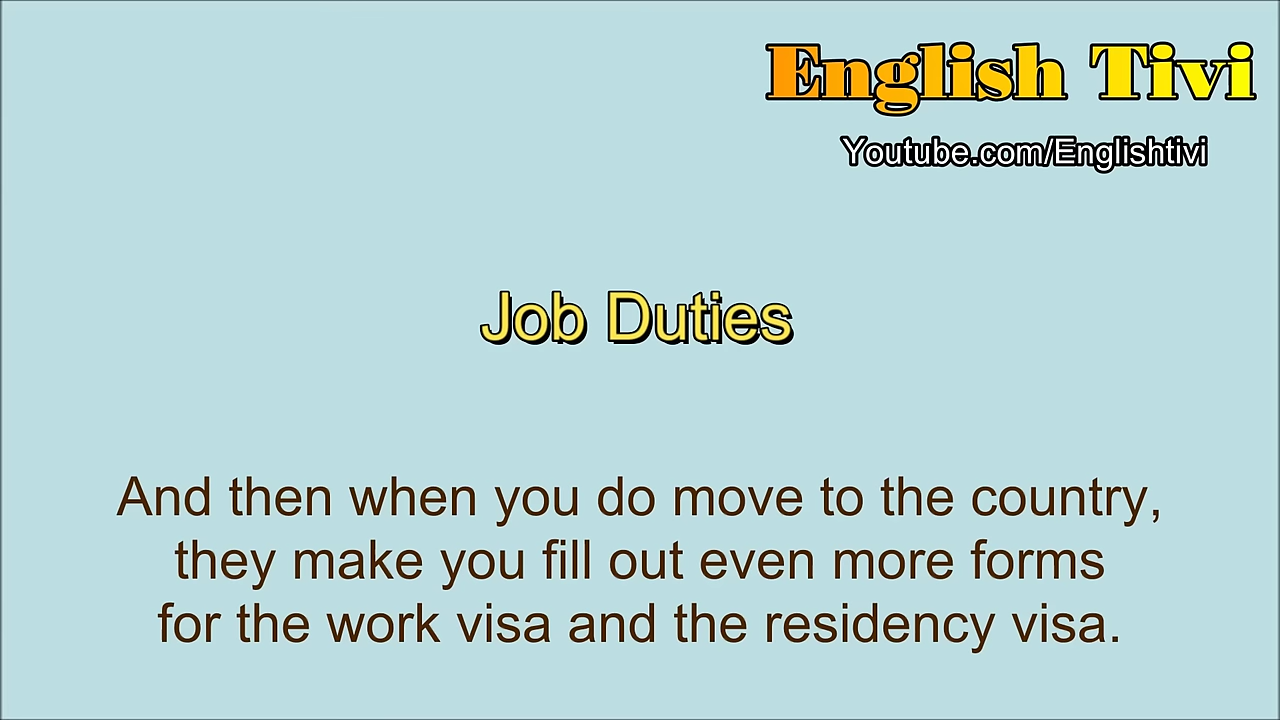 English Tivi
Youtube.com/Englishtivi
Job Duties
And then when you do move to the country,
they make you fill out even more forms
for the work visa and the residency visa.